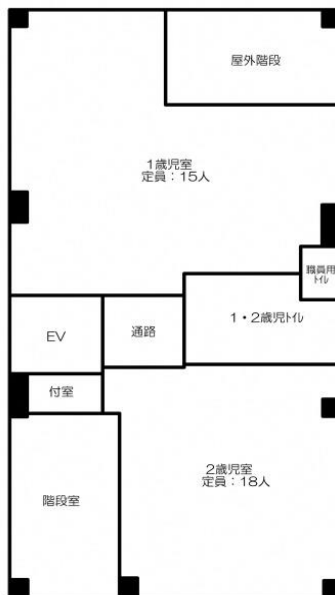 屋外階段
1歳児室
定員：15人
職員用
トイレ
1・2歳児トイレ
EV
通路
付室
2歳児室
定員：18人
階段室